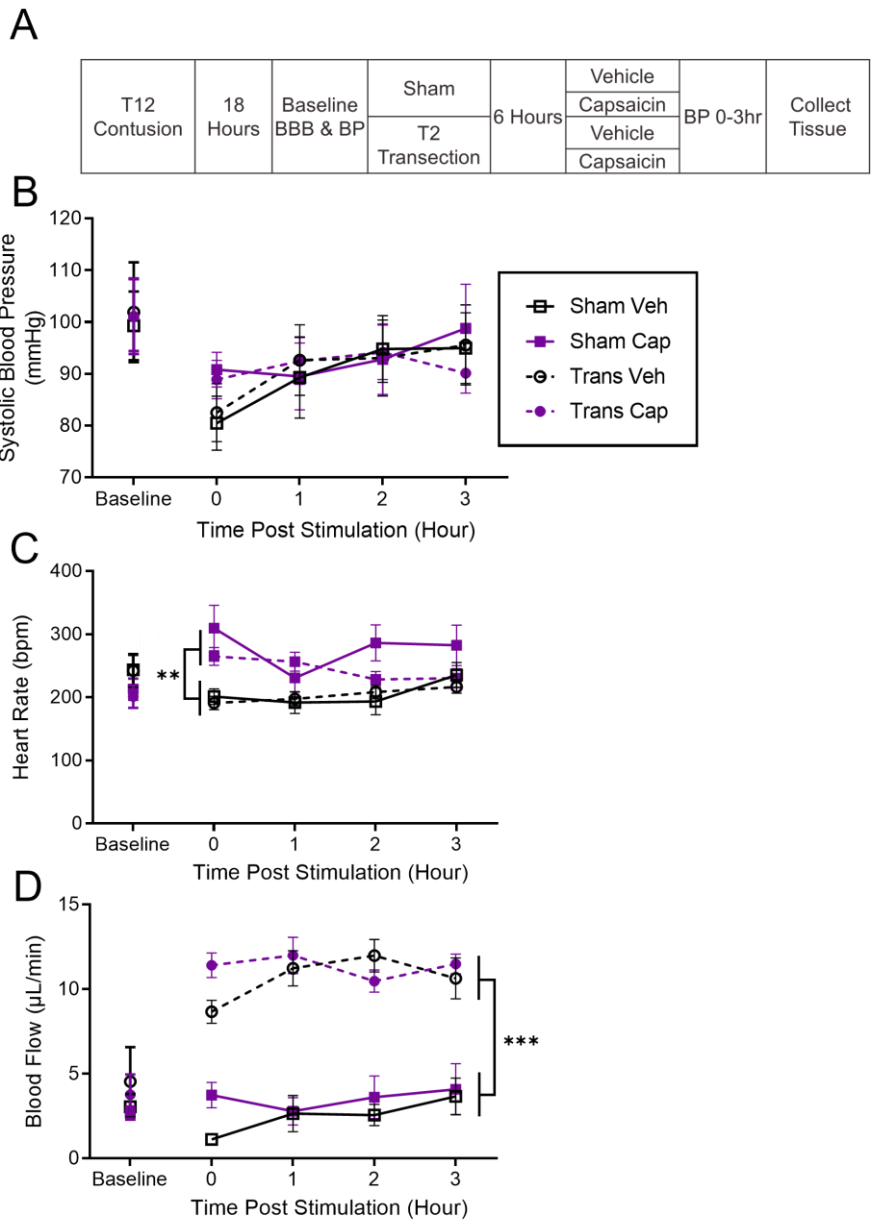 A
T12
Contusion
18
Hours
Baseline
BBB & BP
Sham
T2
Transection
6 Hours
Vehicle
Capsaicin
Vehicle
Capsaicin
BP 0-3hr
Collect
Tissue
B
Systolic Blood Pressure
(mmHg)
120
110
100
90
80
70
Baseline
0
1
2
3
Time Post Stimulation (Hour)
Sham Veh
Sham Cap
Trans Veh
Trans Cap
C
Heart Rate (bpm)
400
300
200
100
0
**
Baseline
0
1
2
3
Time Post Stimulation (Hour)
D
Blood Flow (µL/min)
15
10
5
0
***
Baseline
0
1
2
3
Time Post Stimulation (Hour)